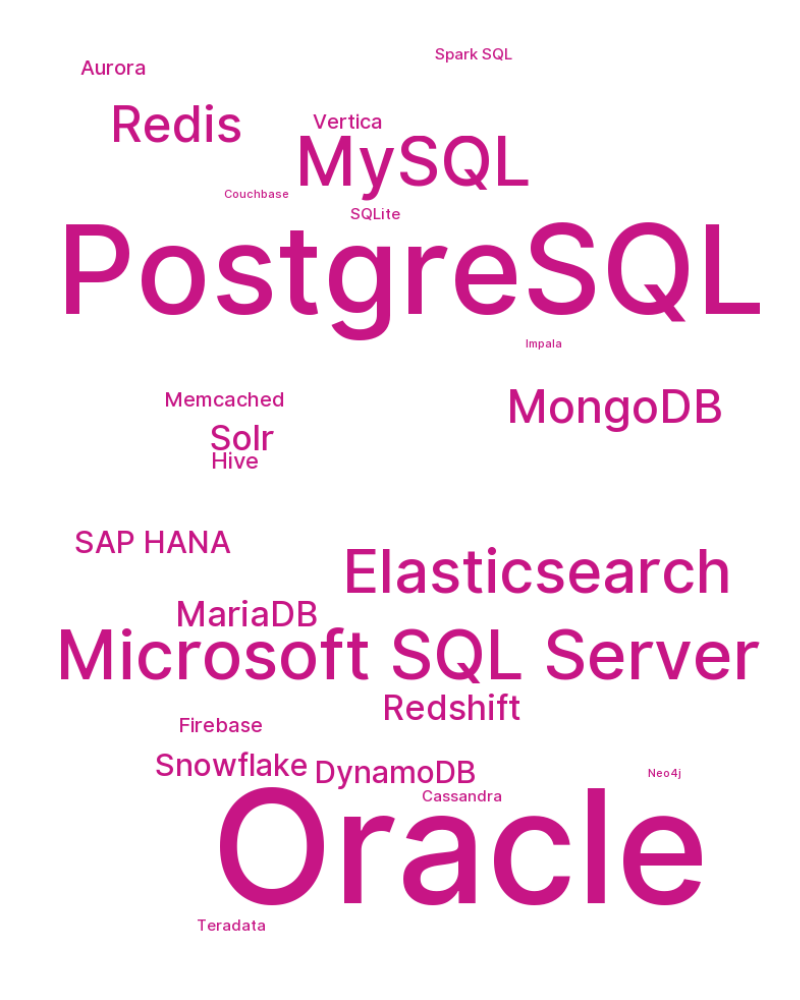 Spark SQL
Aurora
Redis
Vertica
MySQL
Couchbase
SQLite
PostgreSQL
Impala
Memcached
MongoDB
Solr
Hive
SAP HANA
Elasticsearch
MariaDB
Microsoft SQL Server
Redshift
Firebase
Snowflake
DynamoDB
Neo4j
Cassandra
Oracle
Teradata